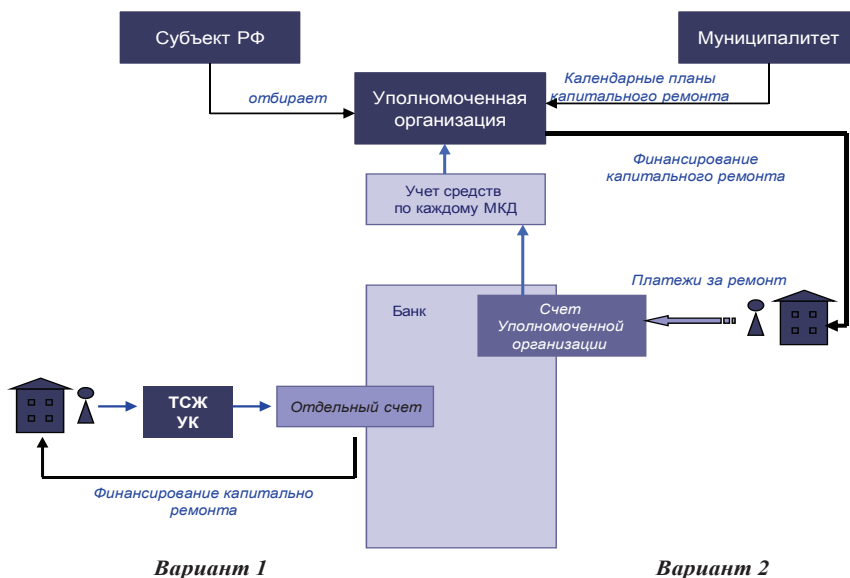 Субъект РФ
Муниципалитет
отбирает
Уполномоченная
организация
Календарные планы
капитального ремонта
Финансирование
капитального ремонта
Учет средств
по каждому МКД
Платежи за ремонт
Банк
Счет
Уполномоченной
организации
ТСЖ
УК
Отдельный счет
Финансирование капитально
ремонта
Вариант 1
Вариант 2